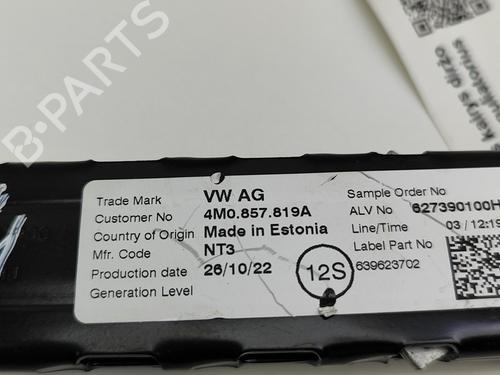 kairys diržo
B-PARTS
Trade Mark VW AG Sample Order No
Customer No 4M0.857.819A ALV No 627390100H
Country of Origin Made in Estonia Line/Time 03 / 12:19
Mfr. Code NT3 Label Part No
Production date 26/10/22 12S 639623702
Generation Level